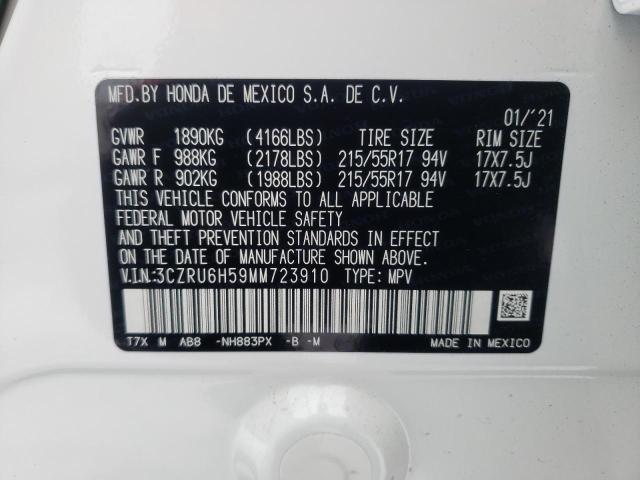 MFD.BY HONDA DE MEXICO S.A. DE C.V.
01/'21
GVWR 1890KG (4166LBS) TIRE SIZE RIM SIZE
GAWR F 988KG (2178LBS) 215/55R17 94V 17X7.5J
GAWR R 902KG (1988LBS) 215/55R17 94V 17X7.5J
THIS VEHICLE CONFORMS TO ALL APPLICABLE
FEDERAL MOTOR VEHICLE SAFETY
AND THEFT PREVENTION STANDARDS IN EFFECT
ON THE DATE OF MANUFACTURE SHOWN ABOVE.
V.I.N.:3CZRU6H59MM723910 TYPE: MPV
T7X M AB8 -NH883PX -B -M MADE IN MEXICO